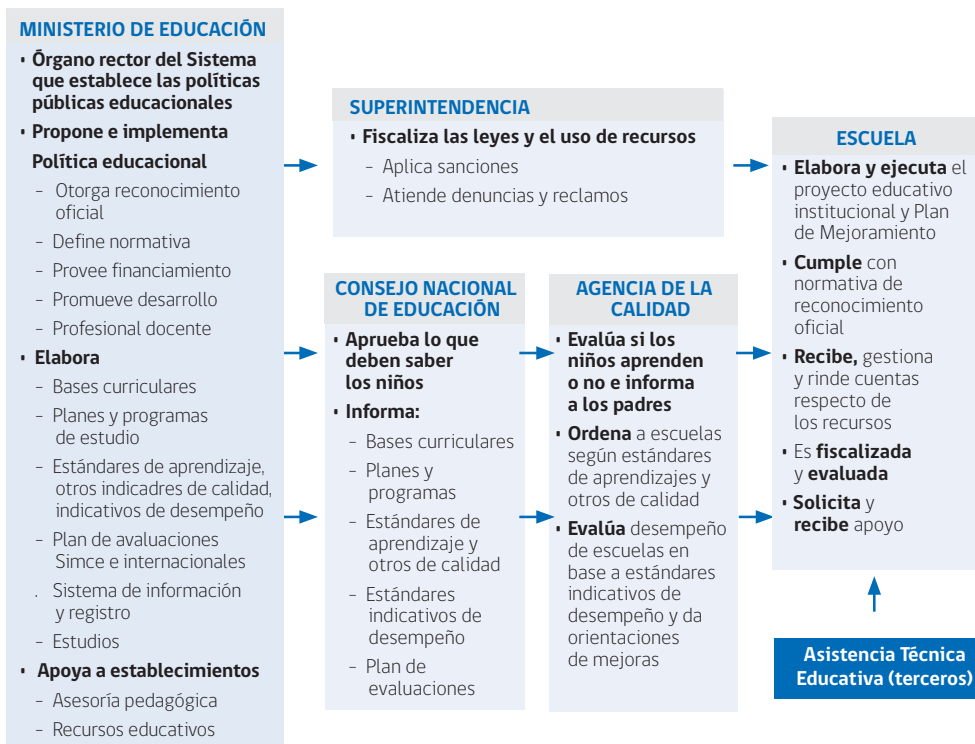 MINISTERIO DE EDUCACIÓN
• Órgano rector del Sistema
que establece las políticas
públicas educacionales
• Propone e implementa
Política educacional
– Otorga reconocimiento
oficial
– Define normativa
– Provee financiamiento
– Promueve desarrollo
– Profesional docente
• Elabora
– Bases curriculares
– Planes y programas
de estudio
– Estándares de aprendizaje,
otros indicadres de calidad,
indicativos de desempeño
– Plan de avaluaciones
Simce e internacionales
. Sistema de información
y registro
– Estudios
• Apoya a establecimientos
– Asesoría pedagógica
– Recursos educativos
SUPERINTENDENCIA
• Fiscaliza las leyes y el uso de recursos
– Aplica sanciones
– Atiende denuncias y reclamos
CONSEJO NACIONAL
DE EDUCACIÓN
• Aprueba lo que
deben saber
los niños
• Informa:
– Bases curriculares
– Planes y
programas
– Estándares de
aprendizaje y
otros de calidad
– Estándares
indicativos de
desempeño
– Plan de
evaluaciones
AGENCIA DE LA
CALIDAD
• Evalúa si los
niños aprenden
o no e informa
a los padres
• Ordena a escuelas
según estándares
de aprendizajes y
otros de calidad
• Evalúa desempeño
de escuelas en
base a estándares
indicativos de
desempeño y da
orientaciones
de mejoras
ESCUELA
• Elabora y ejecuta el
proyecto educativo
institucional y Plan
de Mejoramiento
• Cumple con
normativa de
reconocimiento
oficial
• Recibe, gestiona
y rinde cuentas
respecto de
los recursos
• Es fiscalizada
y evaluada
• Solicita y
recibe apoyo
Asistencia Técnica
Educativa (terceros)